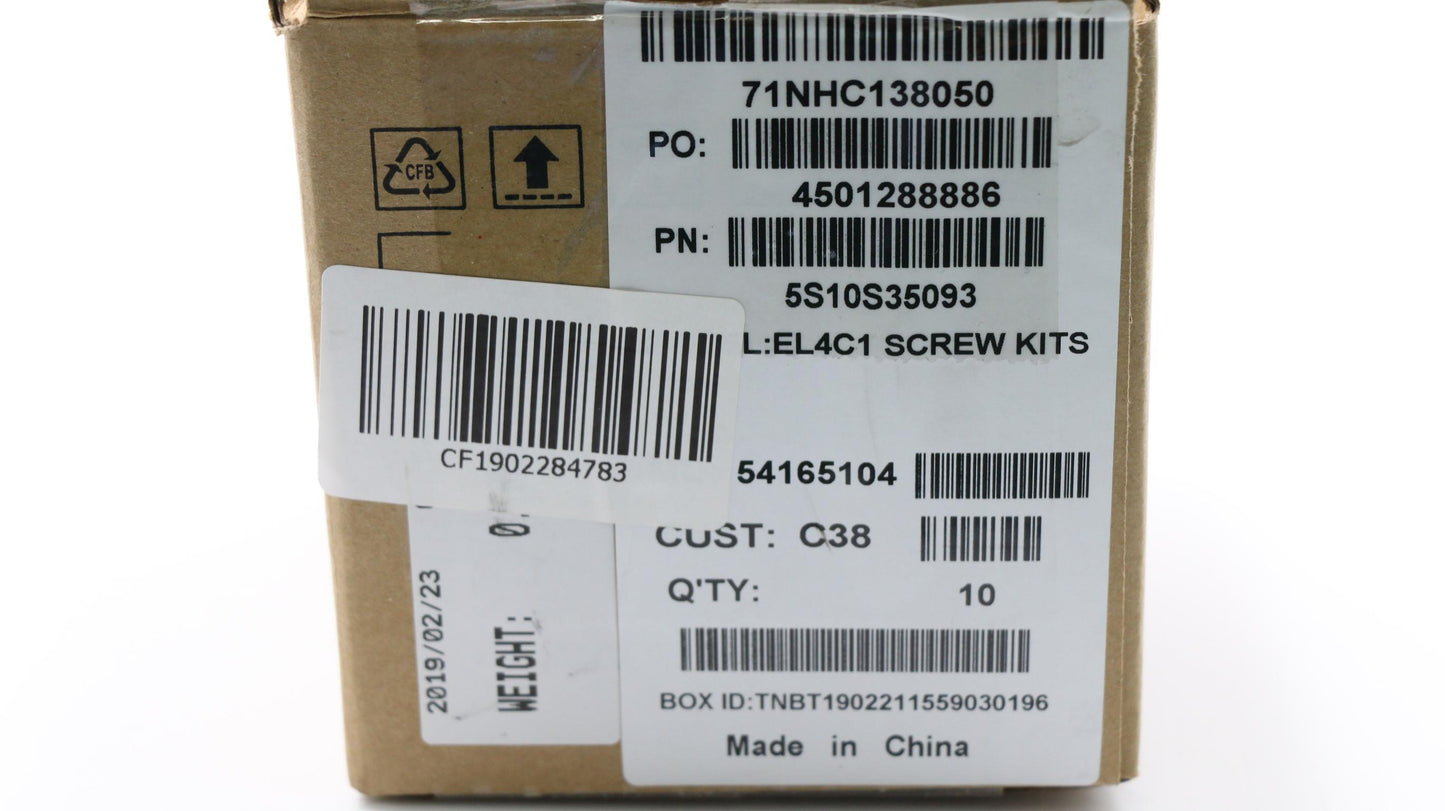 71NHC138050
CFB
PO:
4501288886
PN:
5S10S35093
L:EL4C1 SCREW KITS
CF1902284783
54165104
CUST: C38
Q'TY: 10
2019/02/23
WEIGHT:
BOX ID:TNBT1902211559030196
Made in China